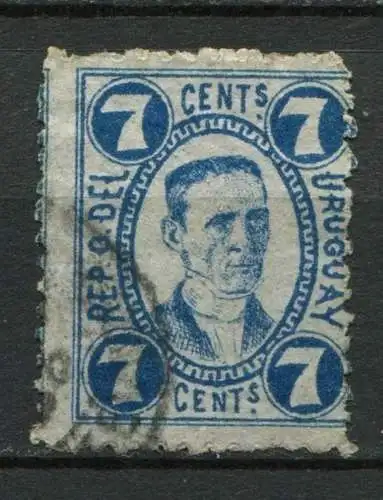 7 CENTS. 7
REP. O. DEL
URUGUAY
7 CENTS. 7